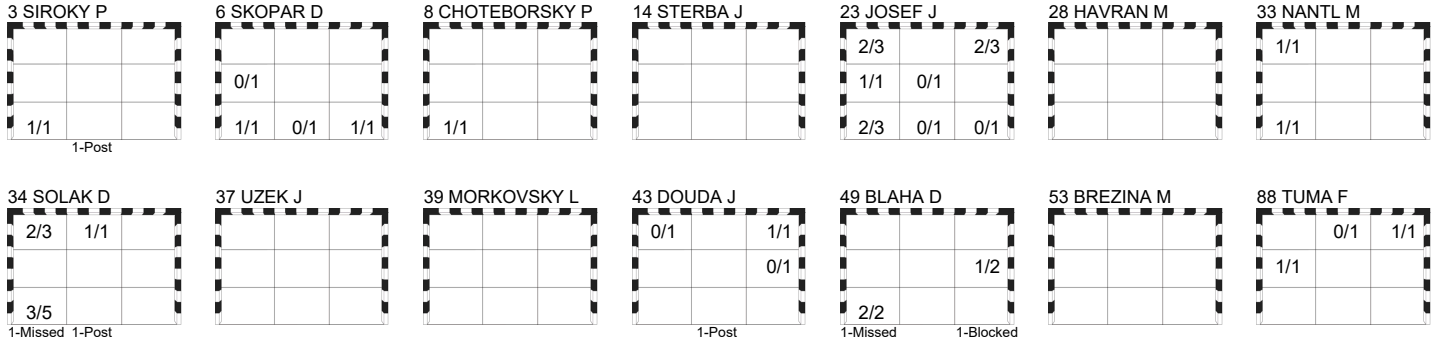 3 SIROKY P 6 SKOPAR D 8 CHOTEBORSKY P 14 STERBA J 23 JOSEF J 28 HAVRAN M 33 NANTL M
2/3 2/3 1/1
0/1 1/1 0/1
1/1 1/1 0/1 1/1 1/1 2/3 0/1 0/1 1/1
1-Post
34 SOLAK D 37 UZEK J 39 MORKOVSKY L 43 DOUDA J 49 BLAHA D 53 BREZINA M 88 TUMA F
2/3 1/1 0/1 1/1 0/1 1/1
0/1 1/2 1/1
3/5 2/2
1-Missed 1-Post 1-Post 1-Missed 1-Blocked